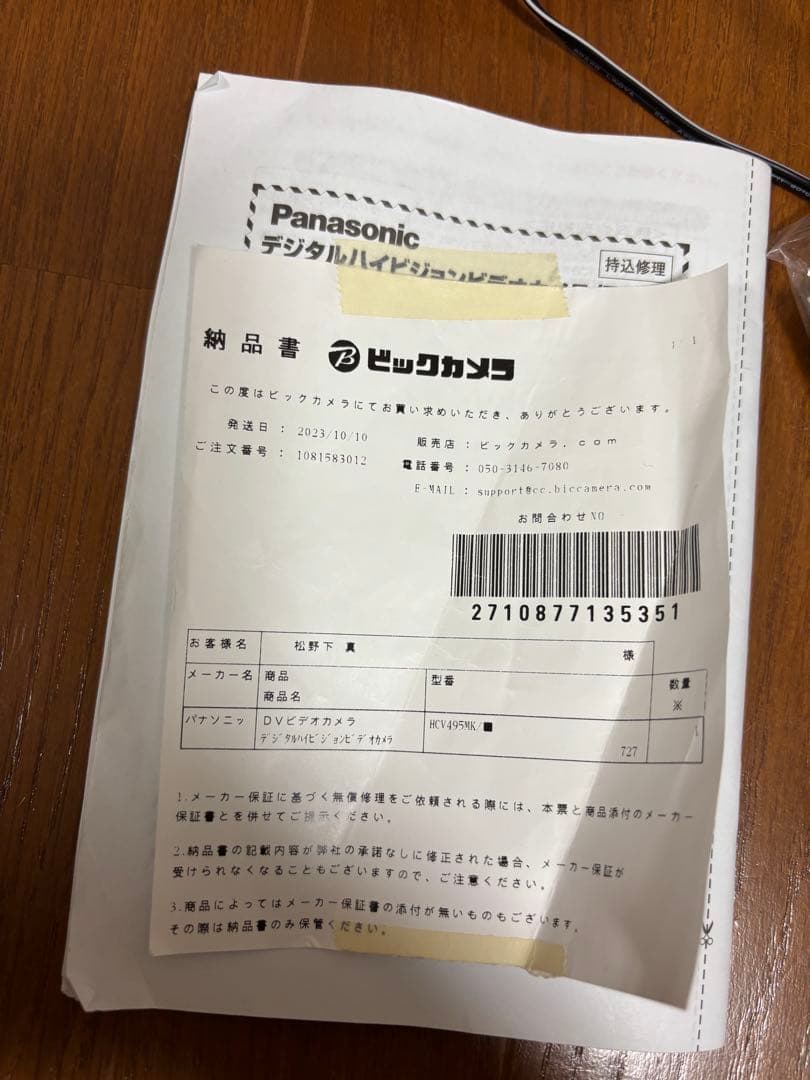 Panasonic
デジタルハイビジョンビデオカメラ
持込修理
納品書 ビックカメラ
1
この度はビックカメラにてお買い求めいただき、ありがとうございます。
発送日 : 2023/10/10
ご注文番号 : 1081583012
販売店 : ビックカメラ.com
電話番号 : 050-3146-7080
E-MAIL : support@cc.biccamera.com
お問合わせNO
2710877135351
お客様名 松野下 真 様
メーカー名 商品 型番 数量
商品名 ※
パナソニック DVビデオカメラ HCV495MK/■ 1
デジタルハイビジョンビデオカメラ 727
1.メーカー保証に基づく無償修理をご依頼される際には、本票と商品添付のメーカー
保証書とを併せてご提示ください。
2.納品書の記載内容が弊社の承諾なしに修正された場合、メーカー保証が
受けられなくなることもございますので、ご注意ください。
3.商品によってはメーカー保証書の添付が無いものもございます。
その際は納品書のみ保管ください。